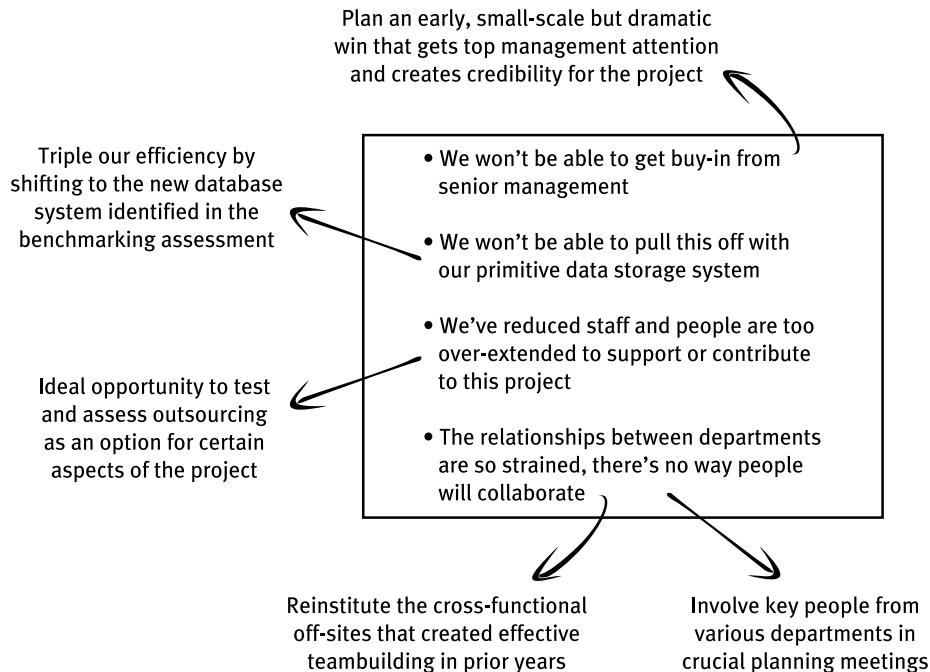 Plan an early, small-scale but dramatic
win that gets top management attention
and creates credibility for the project
Triple our efficiency by
shifting to the new database
system identified in the
benchmarking assessment
• We won’t be able to get buy-in from
senior management
• We won’t be able to pull this off with
our primitive data storage system
• We’ve reduced staff and people are too
over-extended to support or contribute
to this project
Ideal opportunity to test
and assess outsourcing
as an option for certain
aspects of the project
• The relationships between departments
are so strained, there’s no way people
will collaborate
Reinstitute the cross-functional
off-sites that created effective
teambuilding in prior years
Involve key people from
various departments in
crucial planning meetings